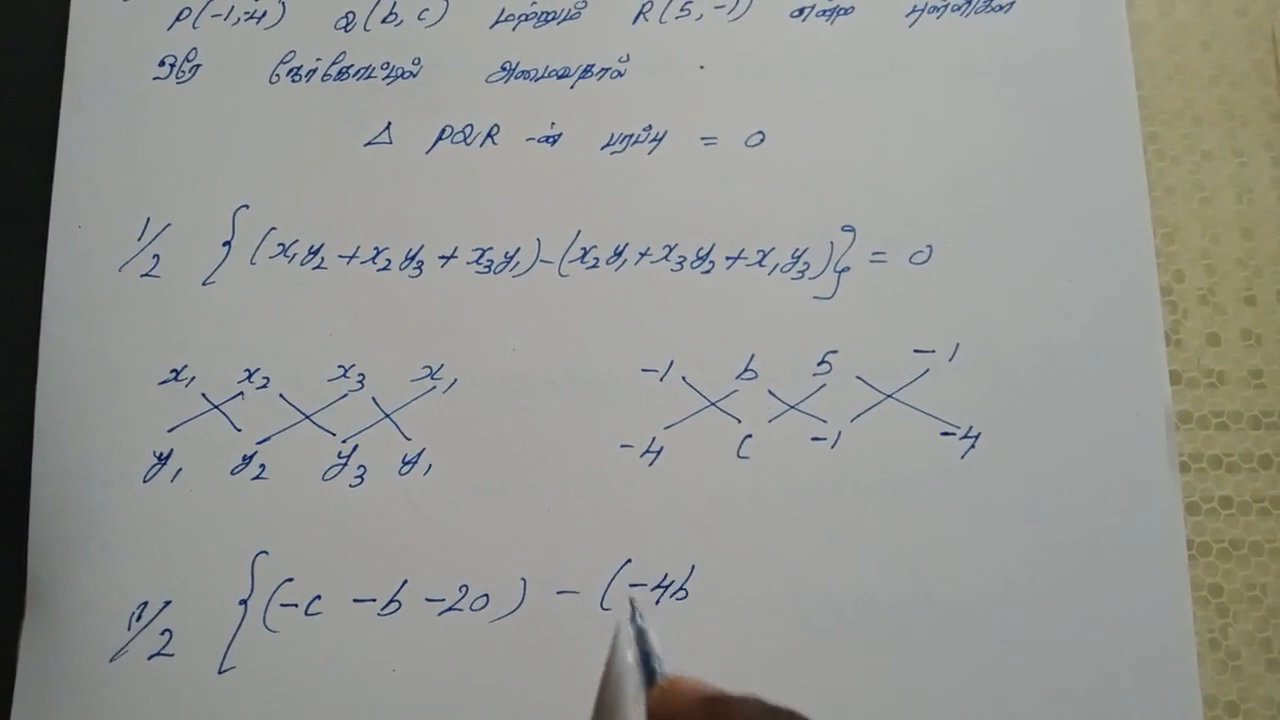 P(-1,-4) Q(b, c) மற்றும் R(5, -1) என்ற புள்ளிகள்
ஒரே நேர்கோட்டில் அமைவதால்
Δ PQR -ன் பரப்பு = 0
1/2 {(x₁y₂ + x₂y₃ + x₃y₁) - (x₂y₁ + x₃y₂ + x₁y₃)} = 0
x₁ x₂ x₃ x₁ -1 b 5 -1
y₁ y₂ y₃ y₁ -4 c -1 -4
1/2 {(-c -b -20) - (-4b